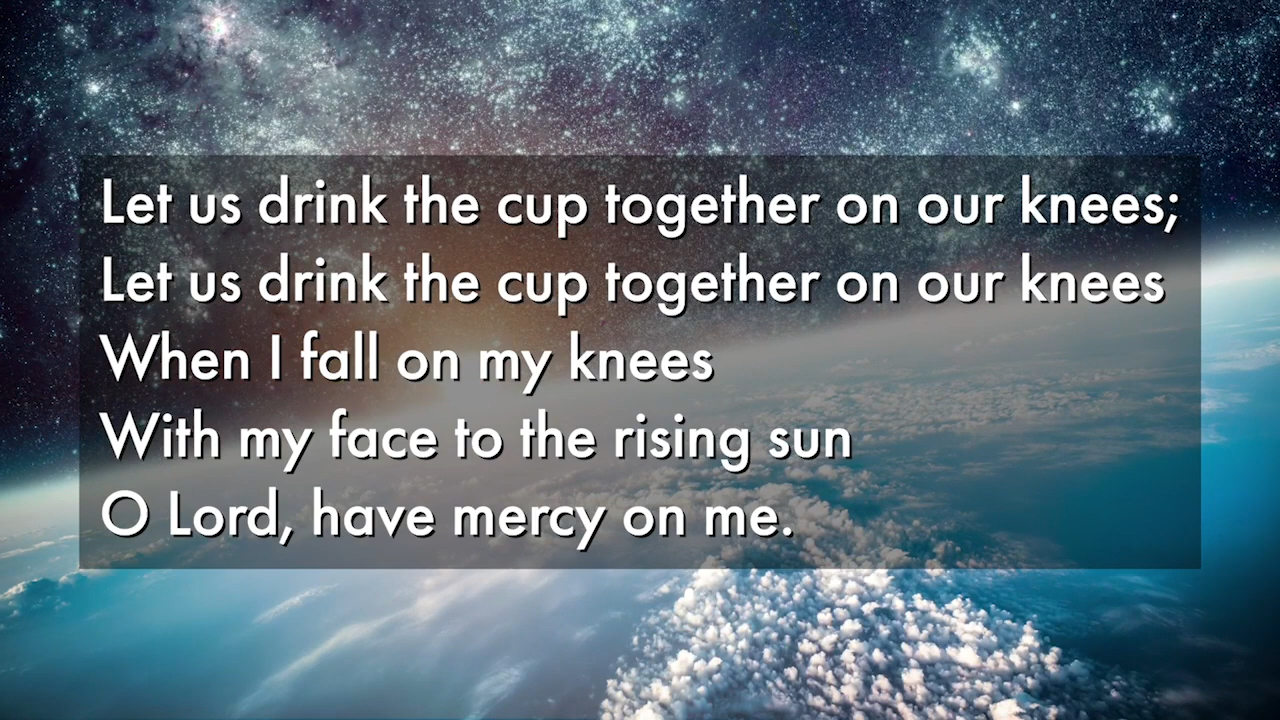 Let us drink the cup together on our knees;
Let us drink the cup together on our knees
When I fall on my knees
With my face to the rising sun
O Lord, have mercy on me.